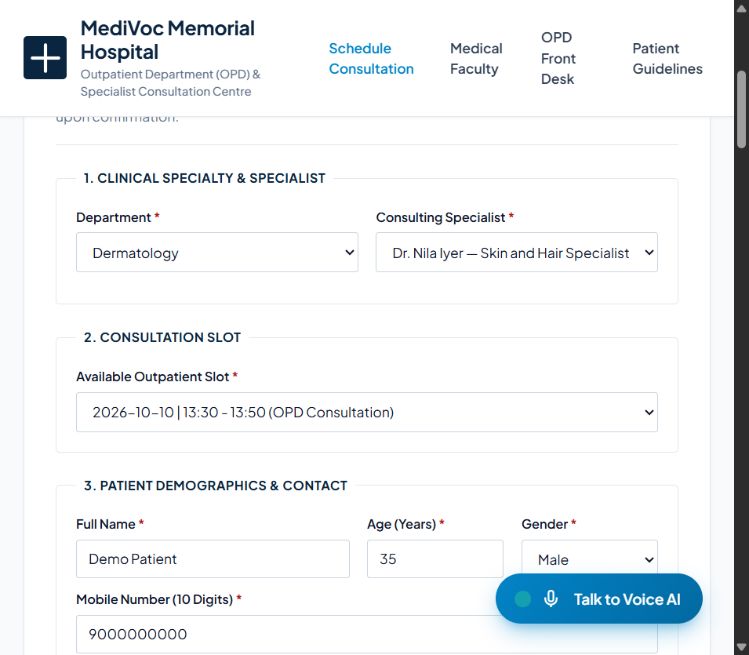 MediVoc Memorial
Hospital
Outpatient Department (OPD) &
Specialist Consultation Centre
Schedule
Consultation
Medical
Faculty
OPD
Front
Desk
Patient
Guidelines
upon confirmation.
1. CLINICAL SPECIALTY & SPECIALIST
Department *
Consulting Specialist *
Dermatology
Dr. Nila Iyer — Skin and Hair Specialist
2. CONSULTATION SLOT
Available Outpatient Slot *
2026-10-10 | 13:30 - 13:50 (OPD Consultation)
3. PATIENT DEMOGRAPHICS & CONTACT
Full Name *
Age (Years) *
Gender *
Demo Patient
35
Male
Mobile Number (10 Digits) *
Talk to Voice AI
9000000000